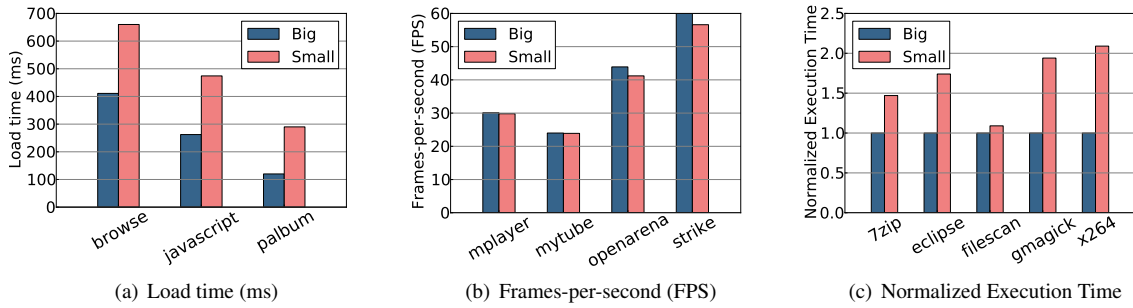 700
600
500
400
300
200
100
0
Load time (ms)
Big
Small
browse
javascript
palbum
(a) Load time (ms)
60
50
40
30
20
10
0
Frames-per-second (FPS)
Big
Small
mplayer
mytube
openarena
strike
(b) Frames-per-second (FPS)
2.5
2.0
1.5
1.0
0.5
0.0
Normalized Execution Time
Big
Small
7zip
eclipse
filescan
gmagick
x264
(c) Normalized Execution Time